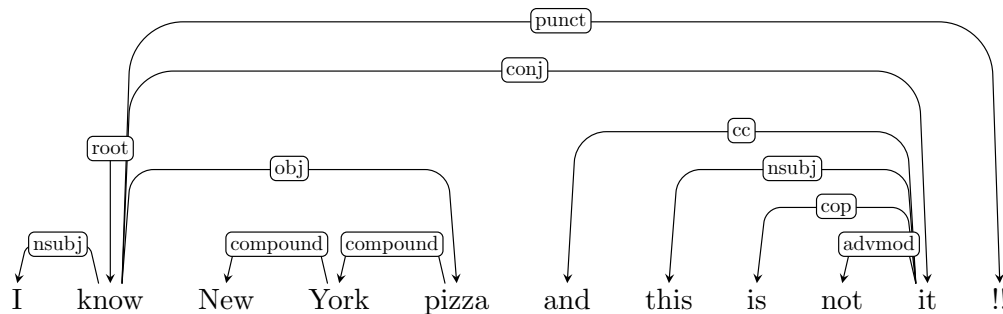 punct
conj
cc
root
obj
nsubj
cop
nsubj compound compound advmod
I know New York pizza and this is not it !!